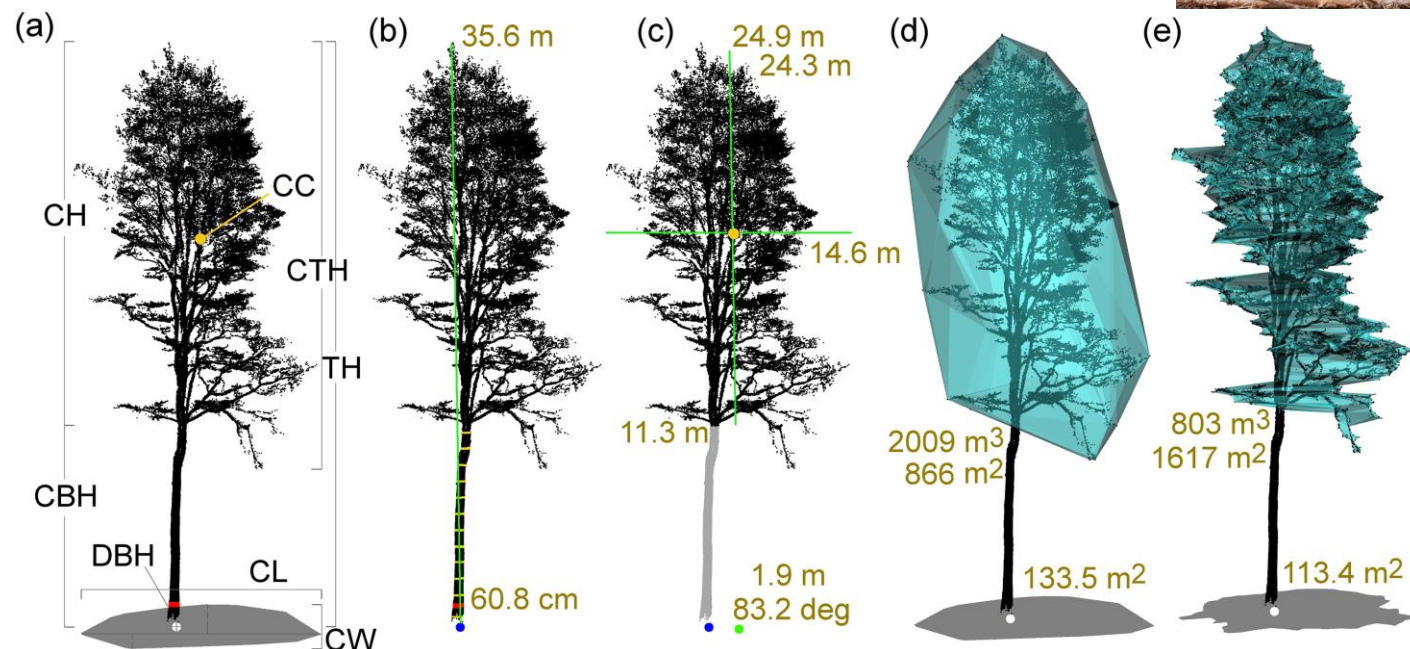 (a)
CH
CBH
DBH
CC
CTH
TH
CL
CW
(b)
35.6 m
60.8 cm
(c)
24.9 m
24.3 m
14.6 m
11.3 m
1.9 m
83.2 deg
(d)
2009 m³
866 m²
133.5 m²
(e)
803 m³
1617 m²
113.4 m²